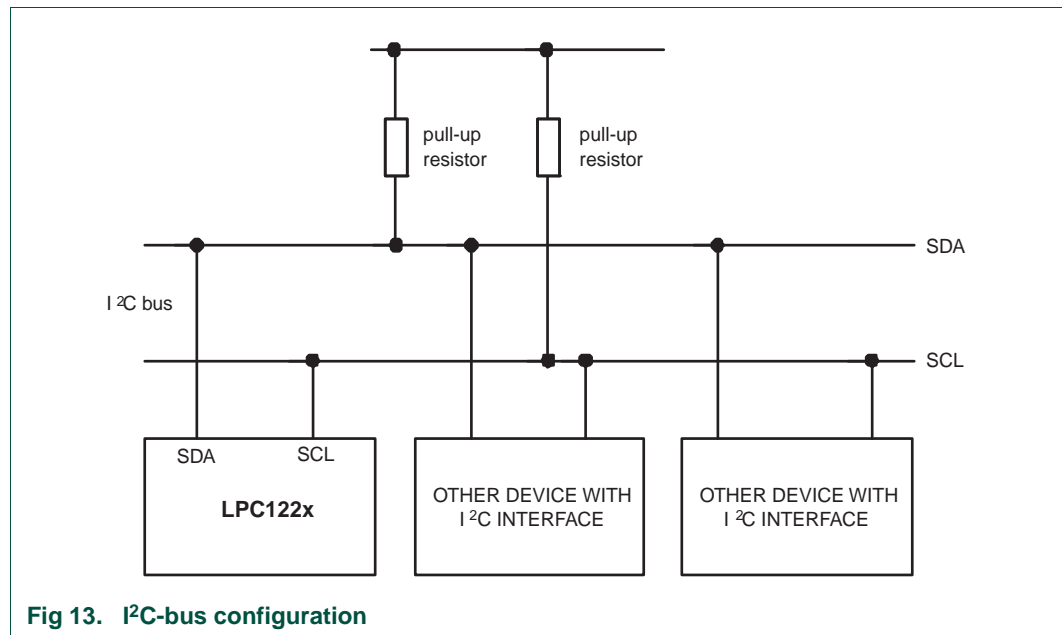 pull-up
resistor
pull-up
resistor
SDA
I 2C bus
SCL
SDA
SCL
LPC122x
OTHER DEVICE WITH
I 2C INTERFACE
OTHER DEVICE WITH
I 2C INTERFACE
Fig 13. I2C-bus configuration